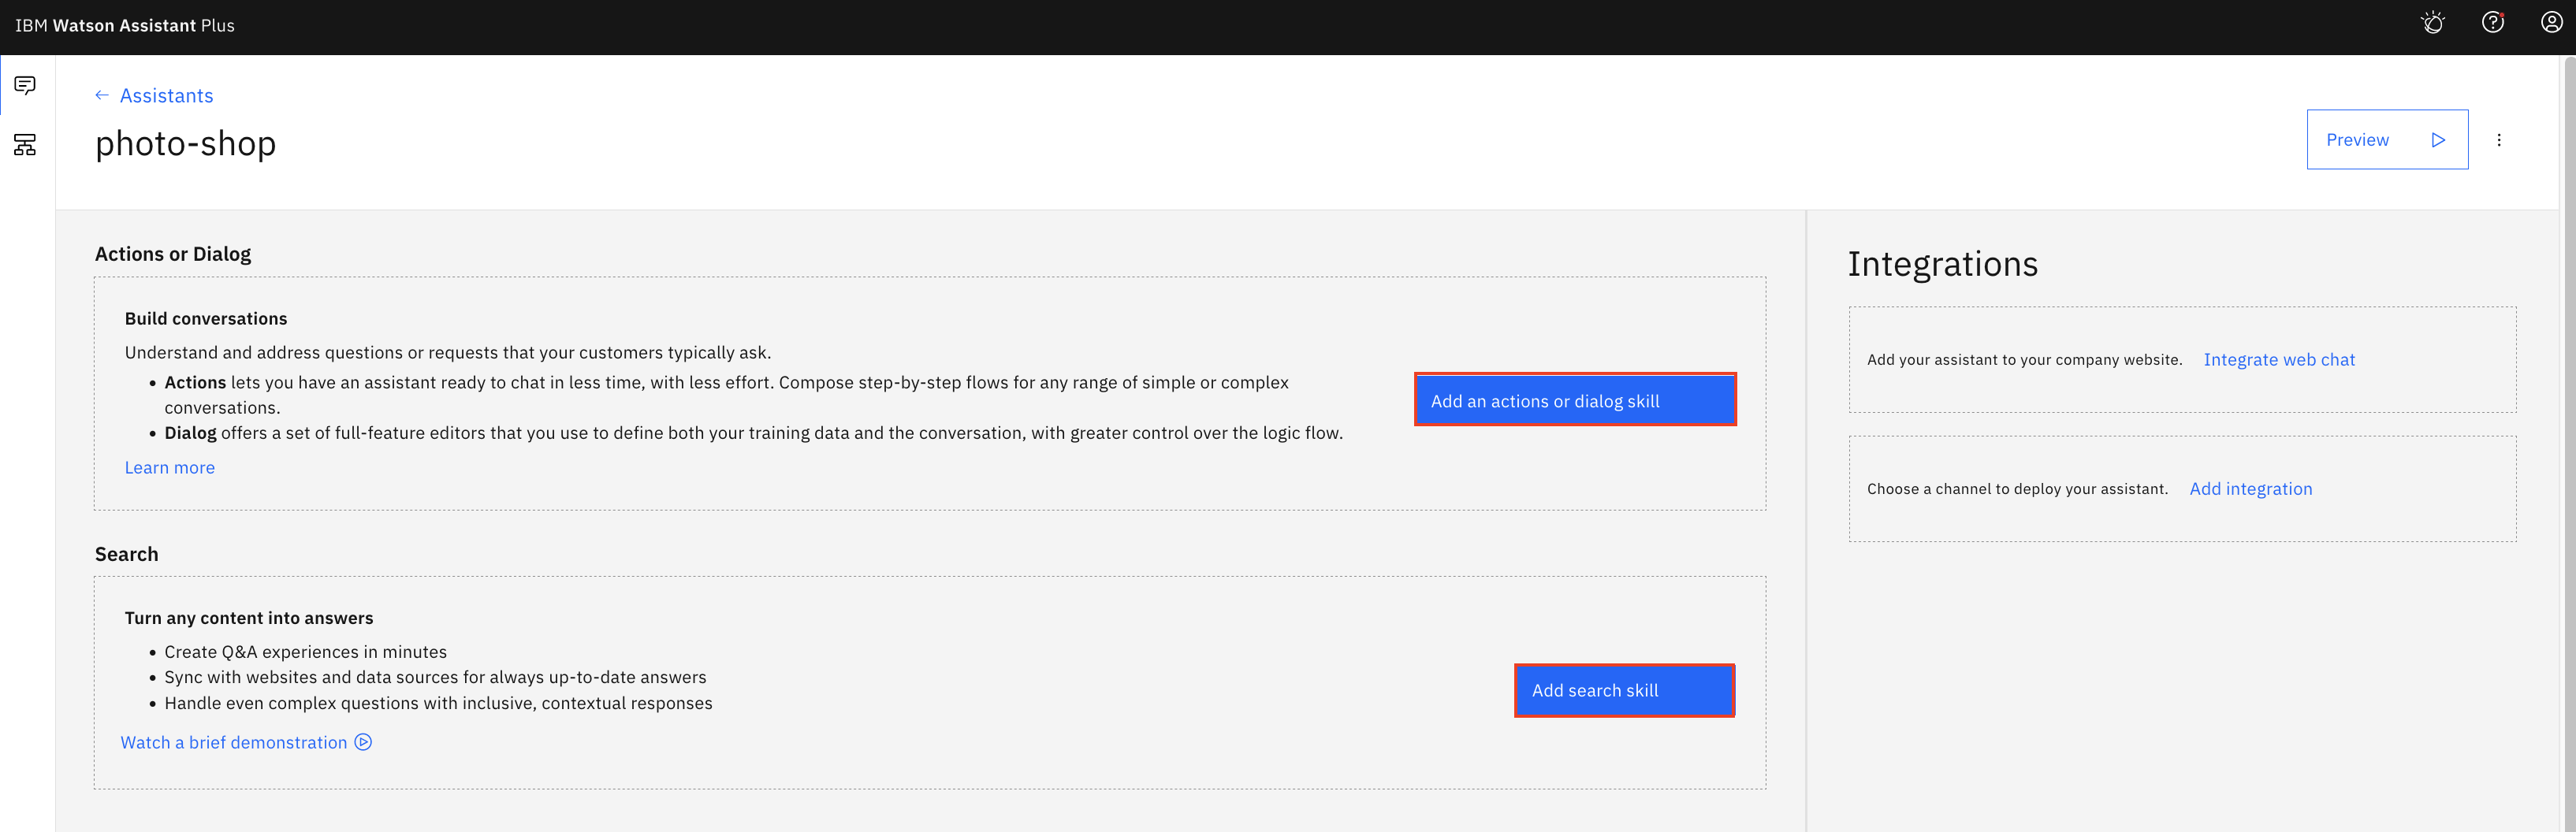 IBM Watson Assistant Plus
← Assistants
photo-shop
Preview
Actions or Dialog
Build conversations
Understand and address questions or requests that your customers typically ask.
• Actions lets you have an assistant ready to chat in less time, with less effort. Compose step-by-step flows for any range of simple or complex
conversations.
• Dialog offers a set of full-feature editors that you use to define both your training data and the conversation, with greater control over the logic flow.
Learn more
Add an actions or dialog skill
Search
Turn any content into answers
• Create Q&A experiences in minutes
• Sync with websites and data sources for always up-to-date answers
• Handle even complex questions with inclusive, contextual responses
Watch a brief demonstration
Add search skill
Integrations
Add your assistant to your company website. Integrate web chat
Choose a channel to deploy your assistant. Add integration